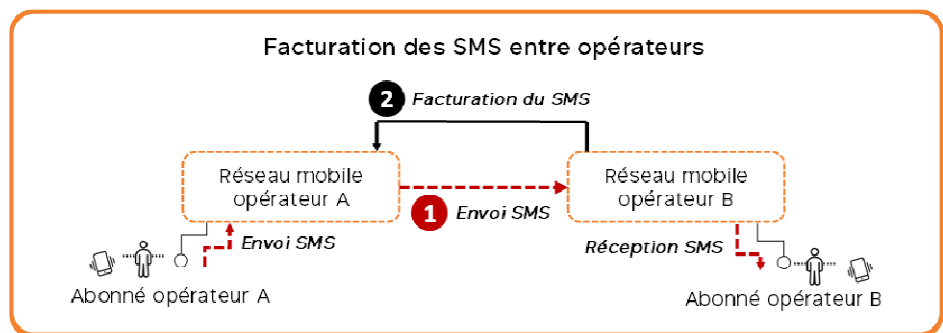 Facturation des SMS entre opérateurs
2 Facturation du SMS
Réseau mobile
opérateur A
Réseau mobile
opérateur B
1 Envoi SMS
Envoi SMS
Réception SMS
Abonné opérateur A
Abonné opérateur B